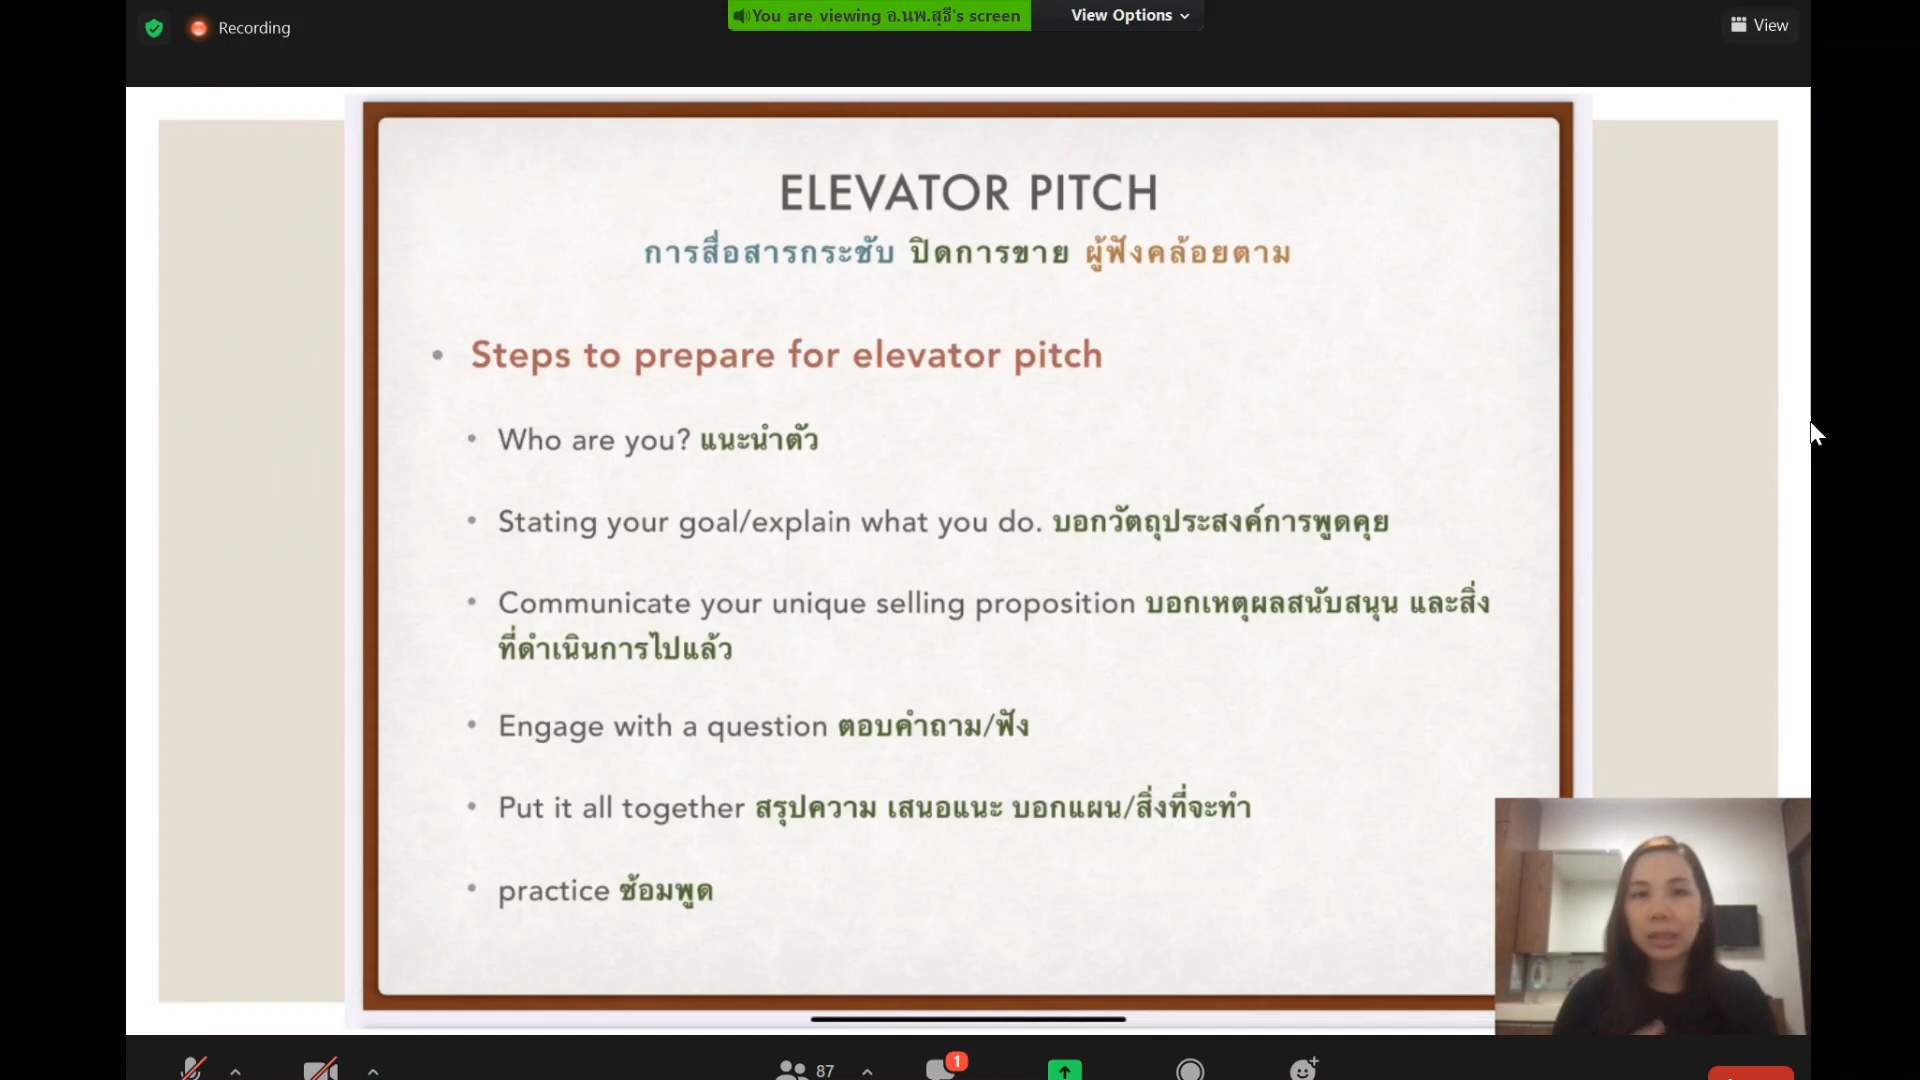 Recording
You are viewing อ.นพ.สุธี's screen
View Options
View
ELEVATOR PITCH
การสื่อสารกระชับ ปิดการขาย ผู้ฟังคล้อยตาม
Steps to prepare for elevator pitch
Who are you? แนะนำตัว
Stating your goal/explain what you do. บอกวัตถุประสงค์การพูดคุย
Communicate your unique selling proposition บอกเหตุผลสนับสนุน และสิ่ง
ที่ดำเนินการไปแล้ว
Engage with a question ตอบคำถาม/ฟัง
Put it all together สรุปความ เสนอแนะ บอกแผน/สิ่งที่จะทำ
practice ซ้อมพูด
87
1